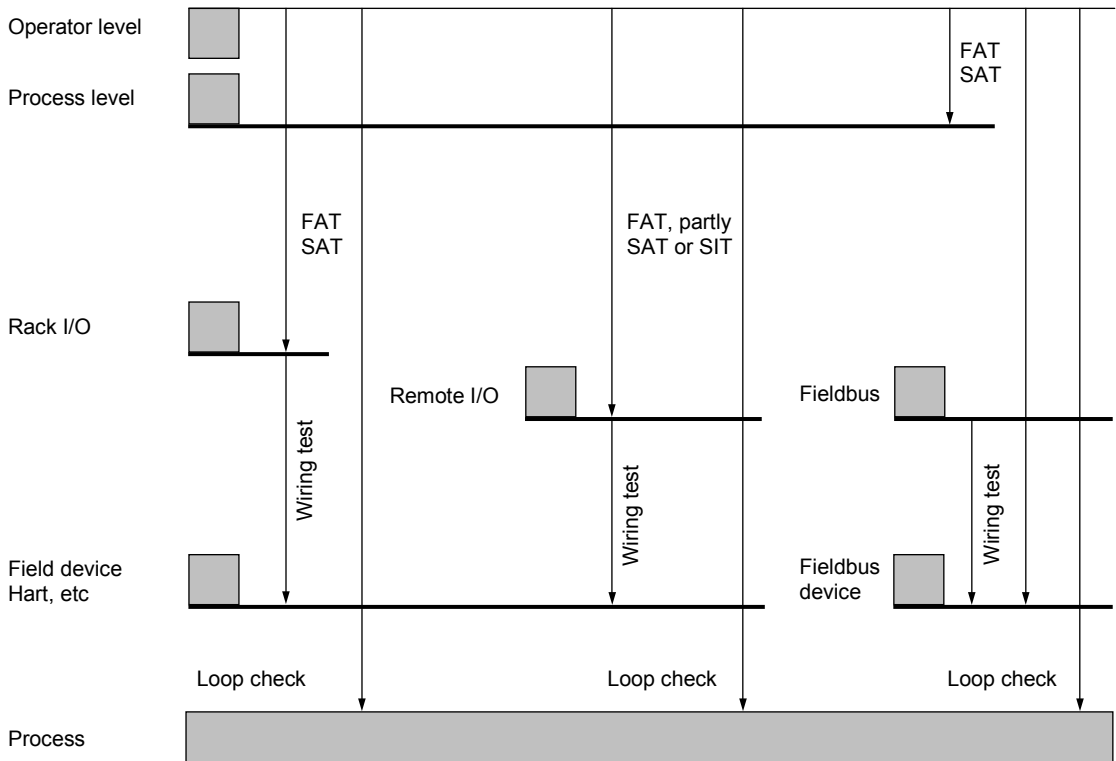 Operator level
FAT
SAT
Process level
FAT
SAT
FAT, partly
SAT or SIT
Rack I/O
Remote I/O
Fieldbus
Wiring test
Wiring test
Wiring test
Field device
Hart, etc
Fieldbus
device
Loop check
Loop check
Loop check
Process